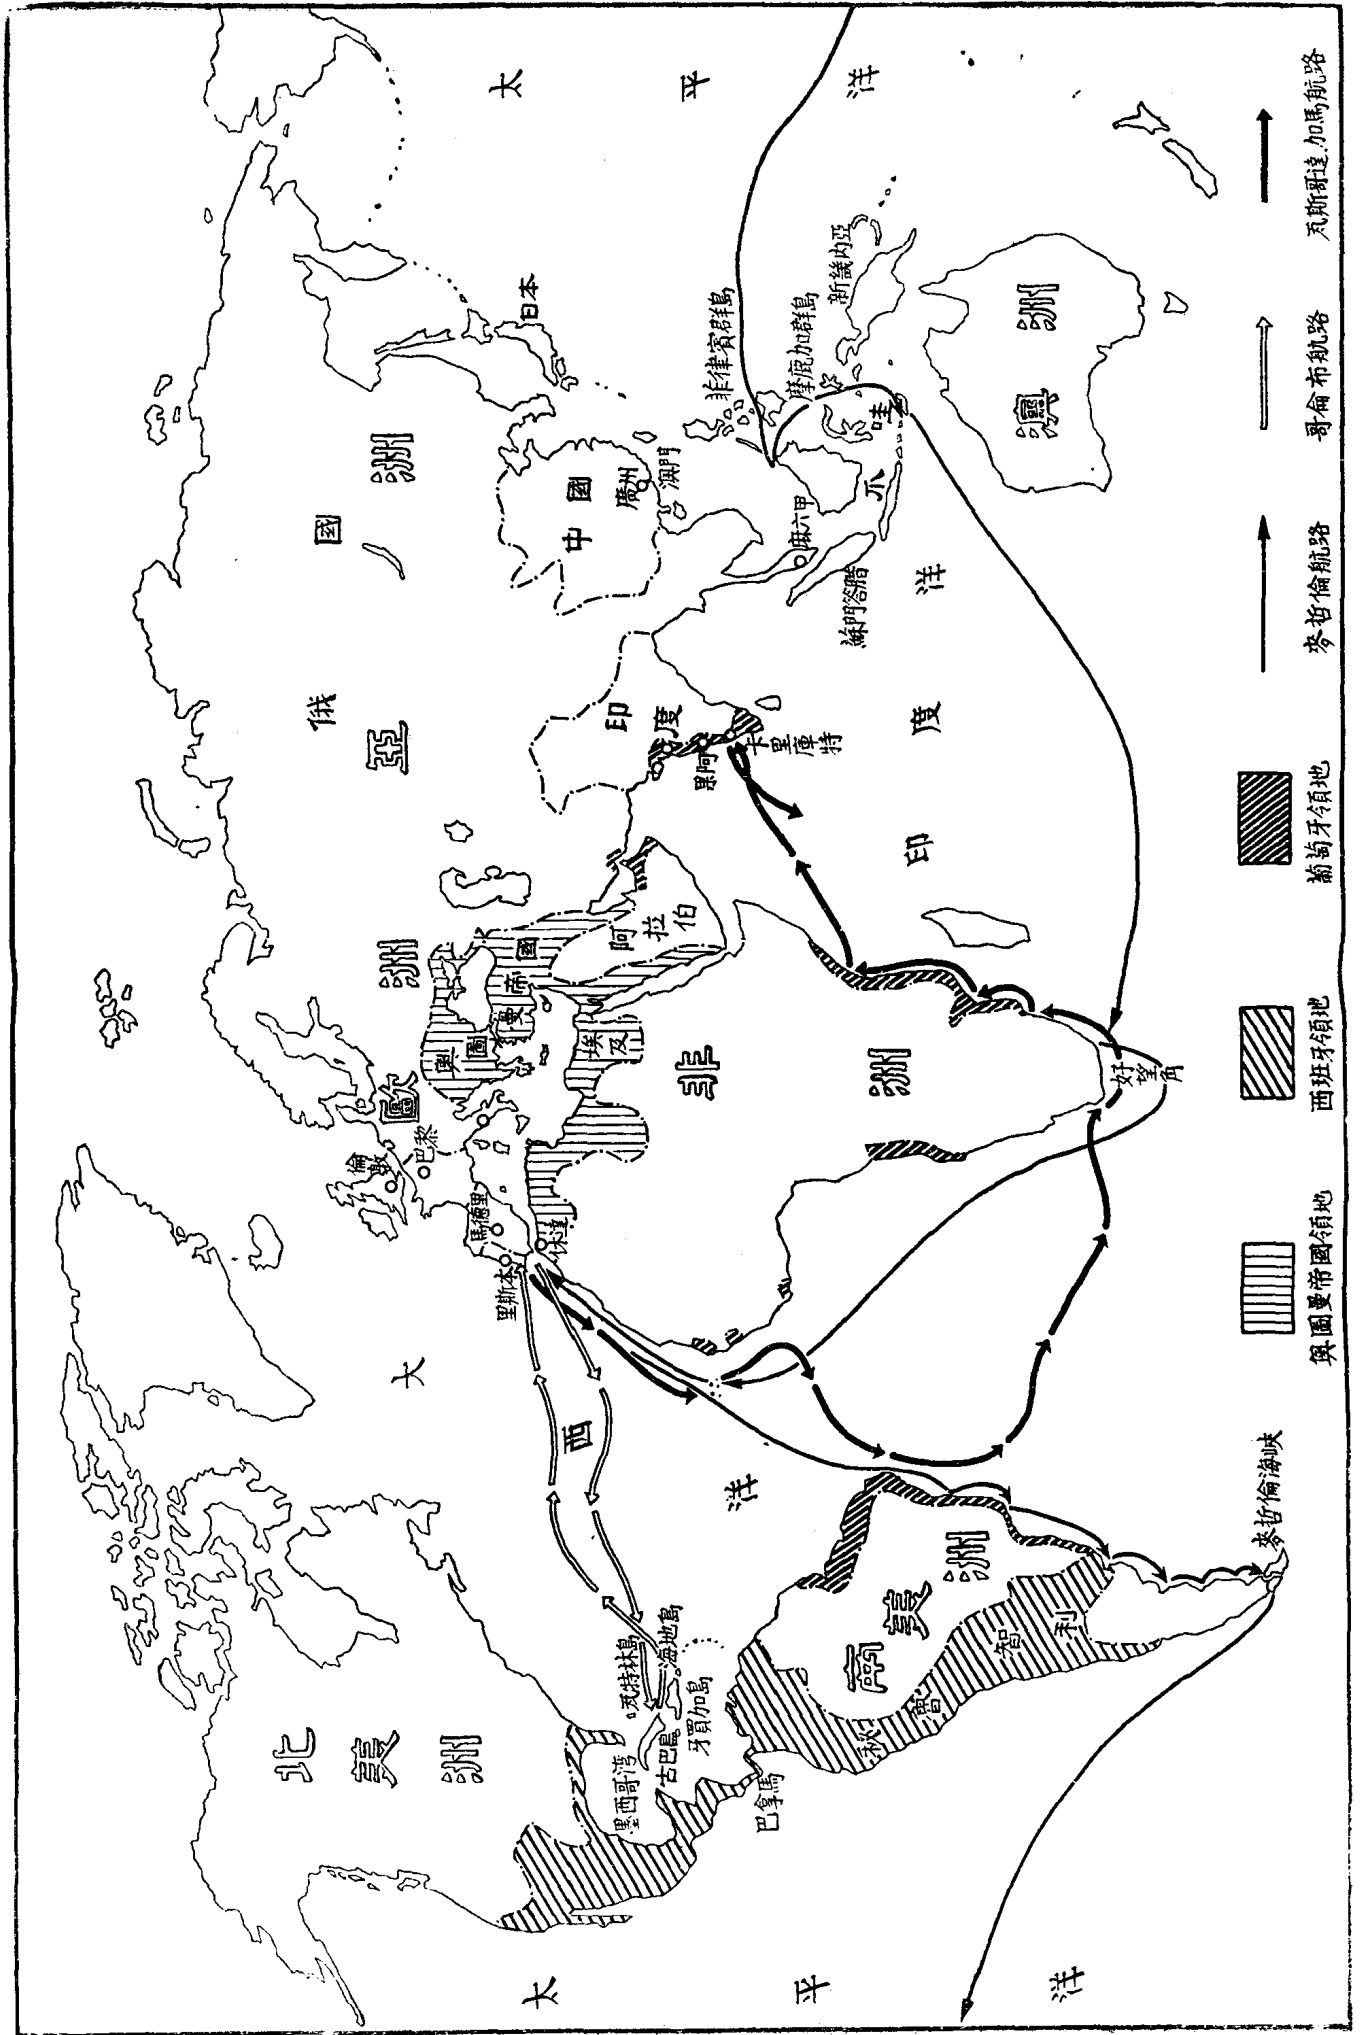 北美洲
墨西哥湾
古巴島
牙買加島
海地島
巴拿馬
南美洲
秘魯
智利
麥哲倫海峽
太平洋
大西洋
歐洲
倫敦
巴黎
馬德里
里斯本
休達
奧圖曼帝國
埃及
阿拉伯
非洲
好望角
俄國
亞洲
印度
果阿
卡里庫特
印度洋
中國
廣州
澳門
日本
麻六甲
蘇門答臘
爪哇
菲律賓群島
摩鹿加群島
新幾內亞
澳洲
太平洋
奧圖曼帝國領地
西班牙領地
葡萄牙領地
麥哲倫航路
哥倫布航路
瓦斯哥達.加馬航路